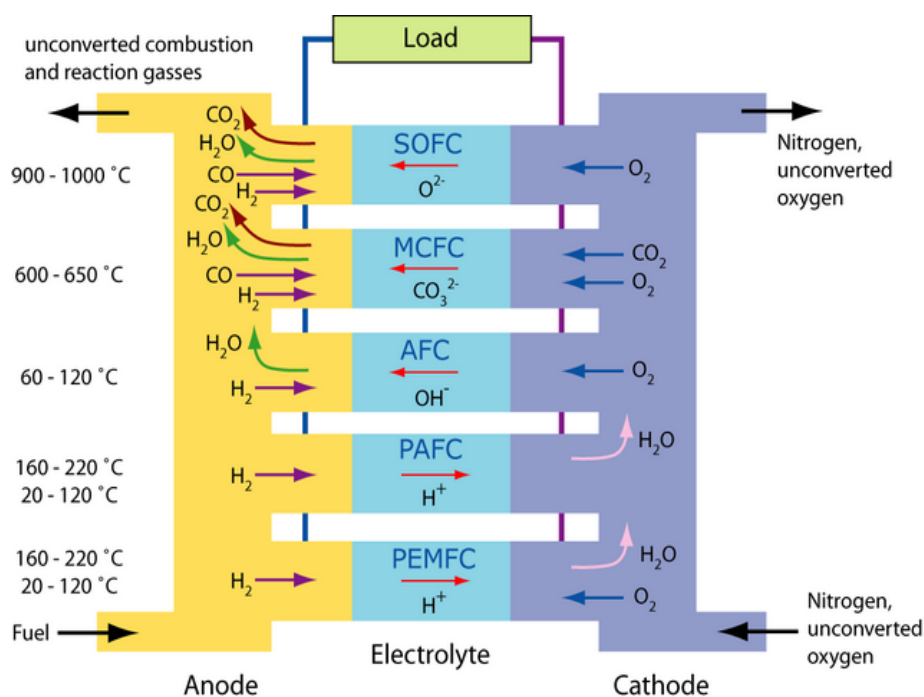 Load
unconverted combustion
and reaction gasses
Nitrogen,
unconverted
oxygen
900 - 1000 ˚C
CO₂
H₂O
CO
H₂
SOFC
O²⁻
O₂
600 - 650 ˚C
CO₂
H₂O
CO
H₂
MCFC
CO₃²⁻
CO₂
O₂
60 - 120 ˚C
H₂O
H₂
AFC
OH⁻
O₂
160 - 220 ˚C
20 - 120 ˚C
H₂
PAFC
H⁺
H₂O
160 - 220 ˚C
20 - 120 ˚C
H₂
PEMFC
H⁺
H₂O
O₂
Fuel
Nitrogen,
unconverted
oxygen
Anode
Electrolyte
Cathode